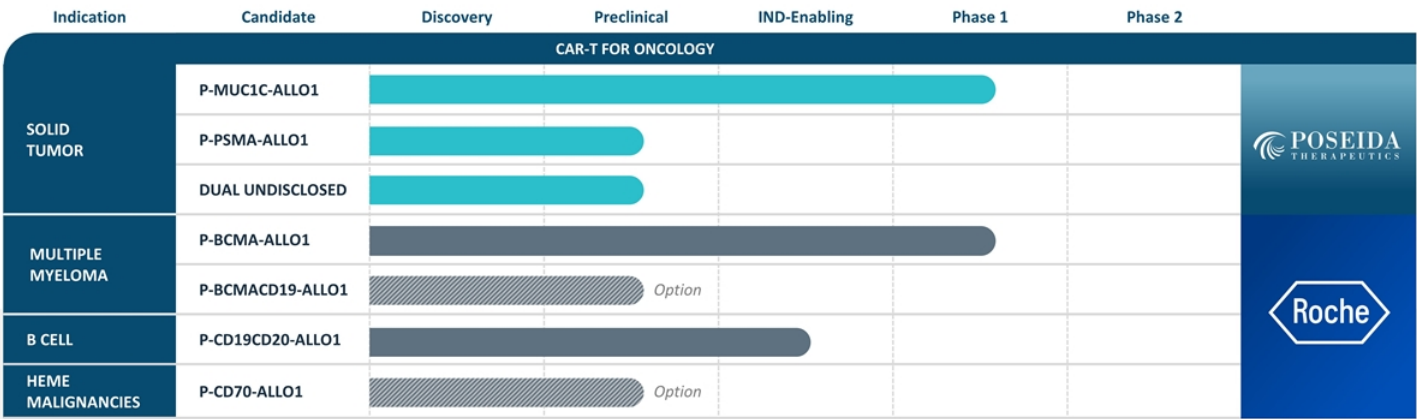 Indication Candidate Discovery Preclinical IND-Enabling Phase 1 Phase 2
CAR-T FOR ONCOLOGY
SOLID
TUMOR
P-MUC1C-ALLO1
P-PSMA-ALLO1
DUAL UNDISCLOSED
POSEIDA
THERAPEUTICS
MULTIPLE
MYELOMA
P-BCMA-ALLO1
P-BCMACD19-ALLO1 Option
B CELL
P-CD19CD20-ALLO1
HEME
MALIGNANCIES
P-CD70-ALLO1 Option
Roche